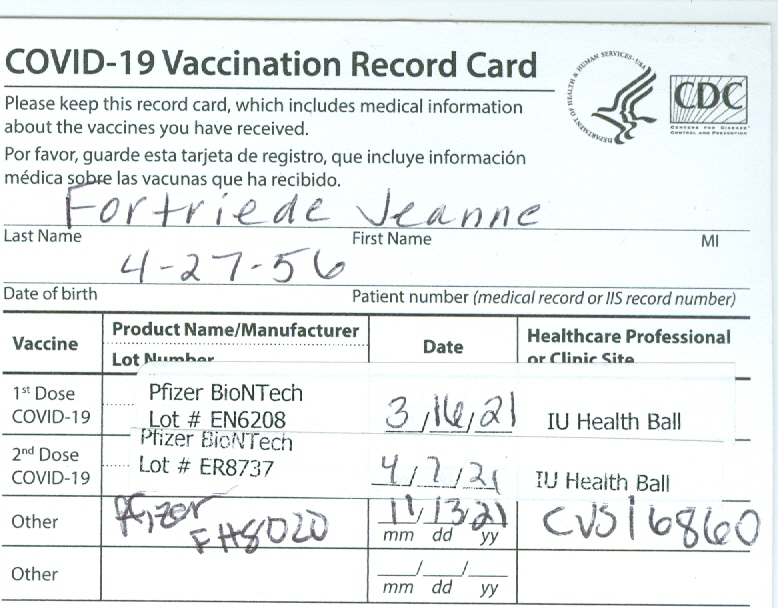 COVID-19 Vaccination Record Card
DEPARTMENT OF HEALTH & HUMAN SERVICES · USA
CDC
CENTERS FOR DISEASE
CONTROL AND PREVENTION
Please keep this record card, which includes medical information
about the vaccines you have received.
Por favor, guarde esta tarjeta de registro, que incluye información
médica sobre las vacunas que ha recibido.
Fortriede Jeanne
Last Name First Name MI
4-27-56
Date of birth Patient number (medical record or IIS record number)
Vaccine Product Name/Manufacturer Date Healthcare Professional
Lot Number or Clinic Site
1st Dose Pfizer BioNTech
COVID-19 Lot # EN6208 3/16/21 IU Health Ball
2nd Dose Pfizer BioNTech
COVID-19 Lot # ER8737 4/7/21 IU Health Ball
Other Pfizer 11/13/21 CVS 16860
FH8020 mm dd yy
Other / /
mm dd yy